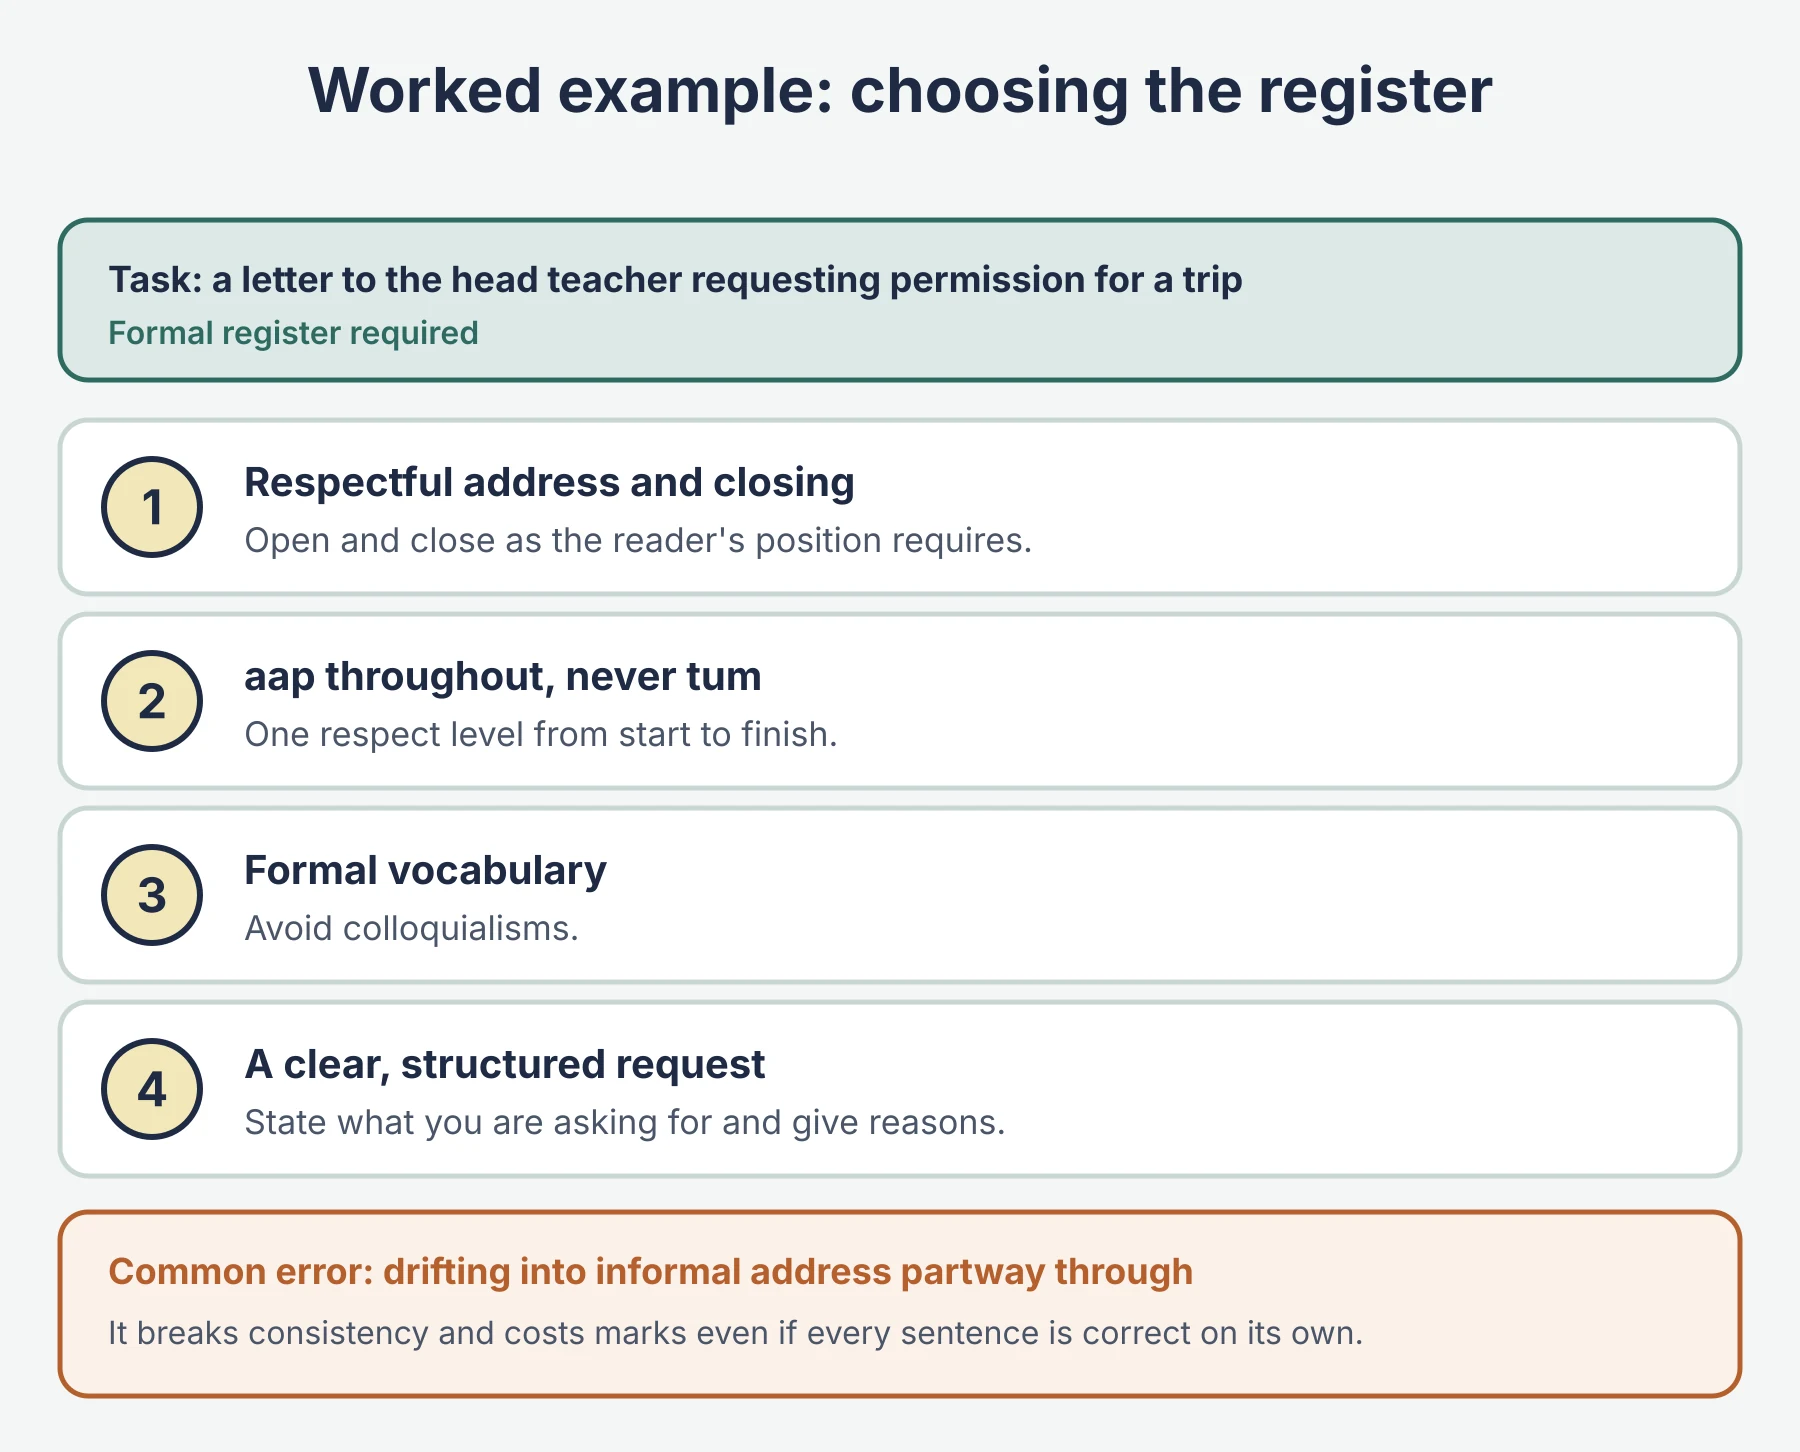 Worked example: choosing the register
Task: a letter to the head teacher requesting permission for a trip
Formal register required
1
Respectful address and closing
Open and close as the reader's position requires.
2
aap throughout, never tum
One respect level from start to finish.
3
Formal vocabulary
Avoid colloquialisms.
4
A clear, structured request
State what you are asking for and give reasons.
Common error: drifting into informal address partway through
It breaks consistency and costs marks even if every sentence is correct on its own.